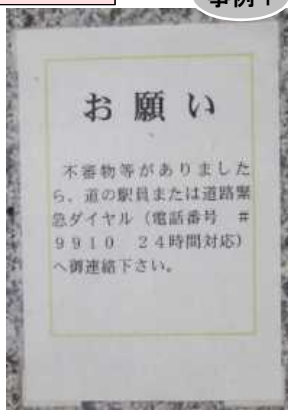 事例1
お願い
不審物等がありました
ら、道の駅員または道路緊
急ダイヤル（電話番号　#
9910　24時間対応）
へ御連絡下さい。